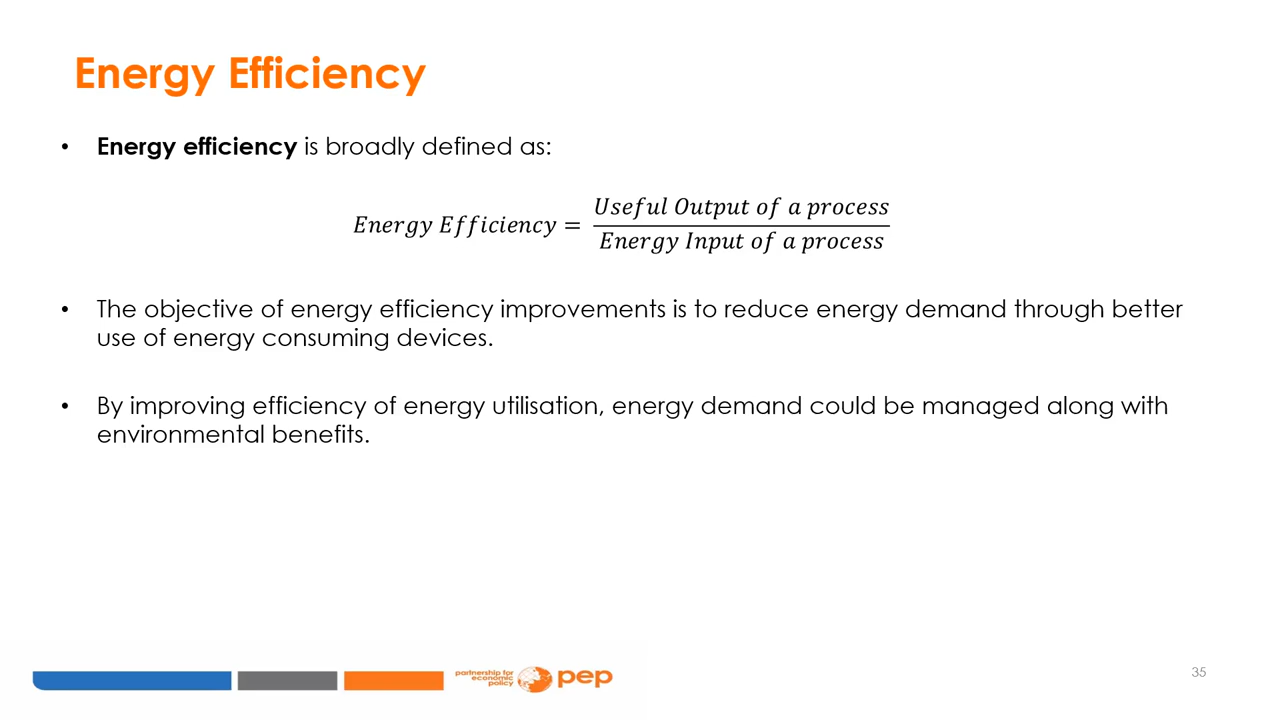 Energy Efficiency
• Energy efficiency is broadly defined as:
Energy Efficiency = Useful Output of a process / Energy Input of a process
• The objective of energy efficiency improvements is to reduce energy demand through better
use of energy consuming devices.
• By improving efficiency of energy utilisation, energy demand could be managed along with
environmental benefits.
partnership for
economic
policy
pep
35